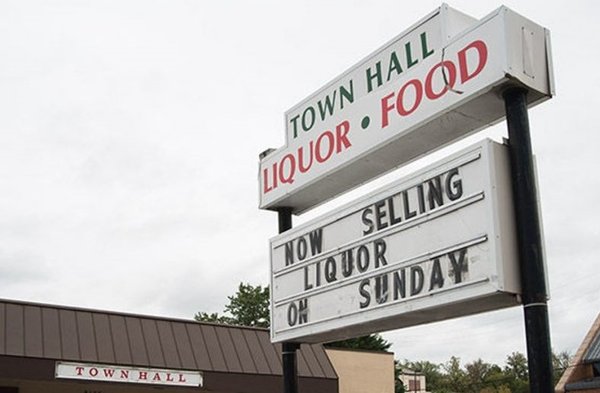 TOWN HALL
LIQUOR • FOOD
NOW SELLING
LIQUOR
ON SUNDAY
TOWN HALL